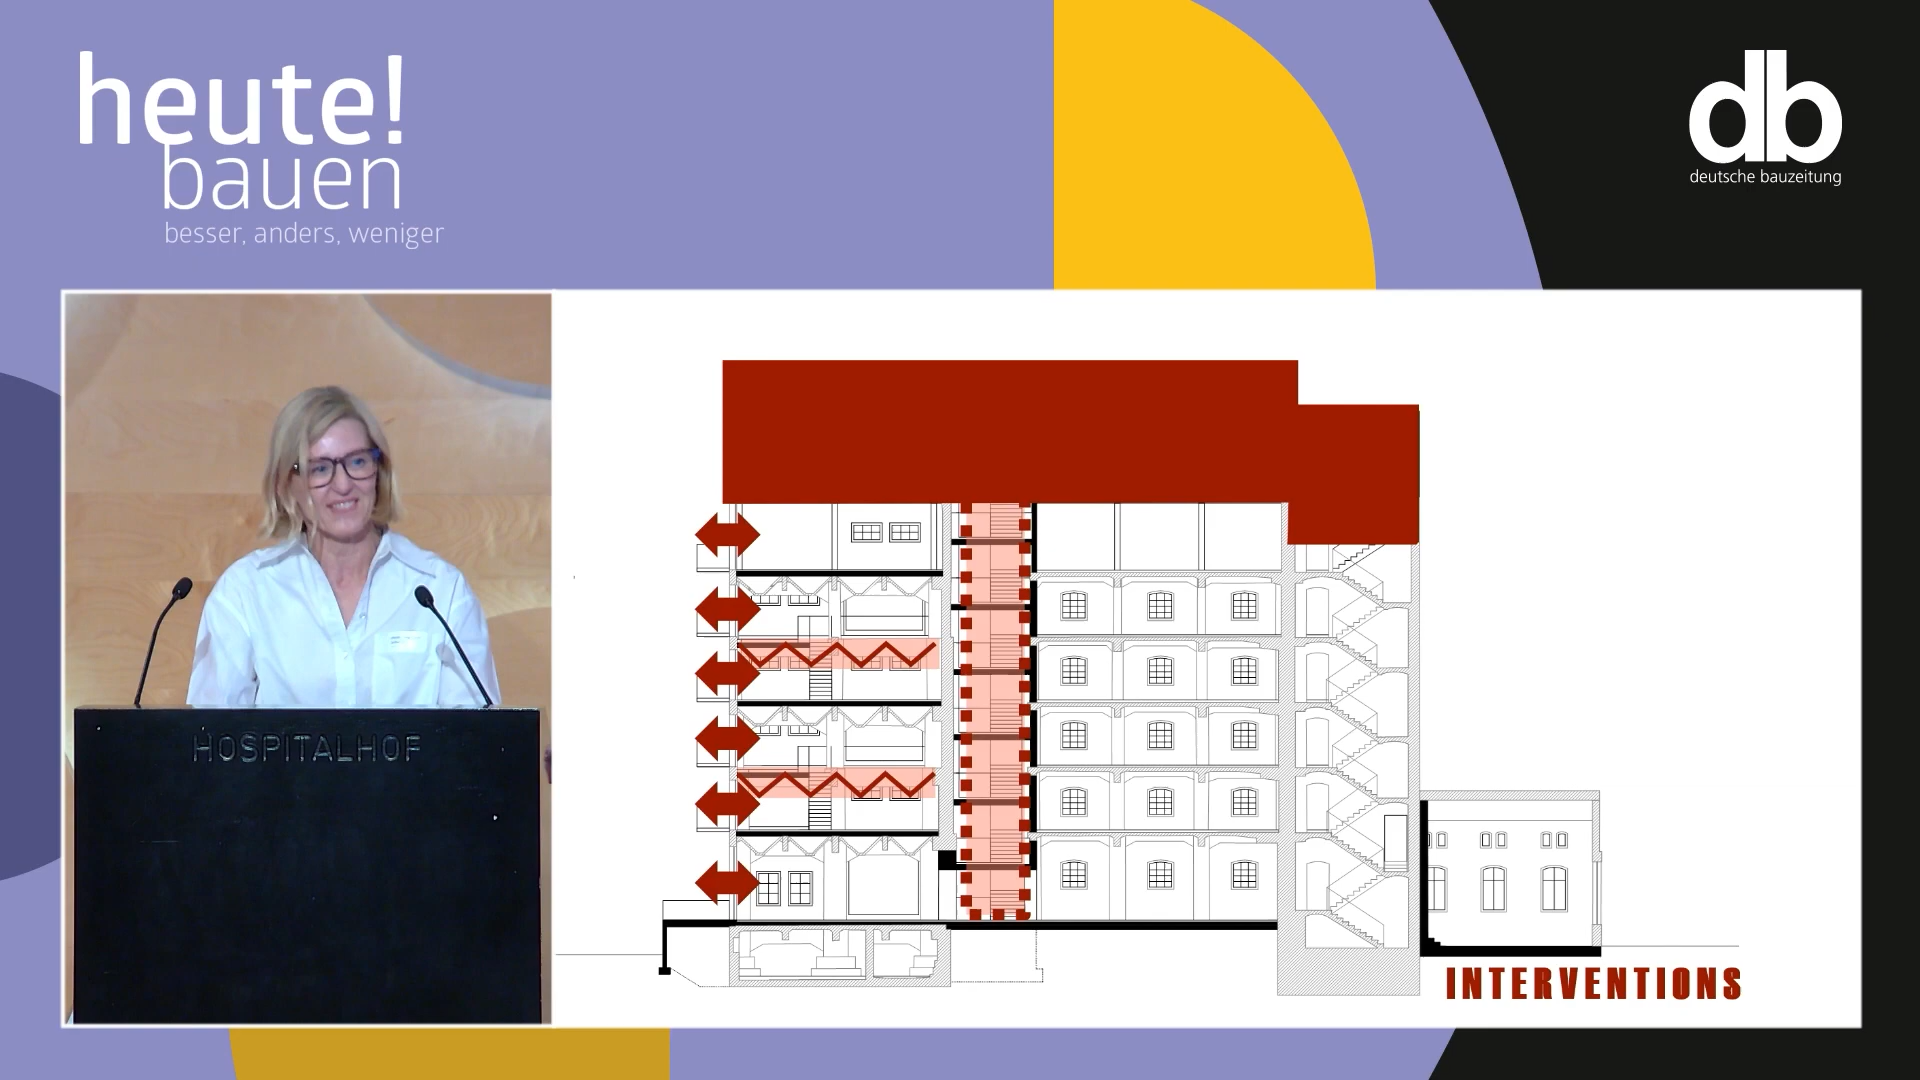 heute!
bauen
besser, anders, weniger
db
deutsche bauzeitung
HOSPITALHOF
INTERVENTIONS